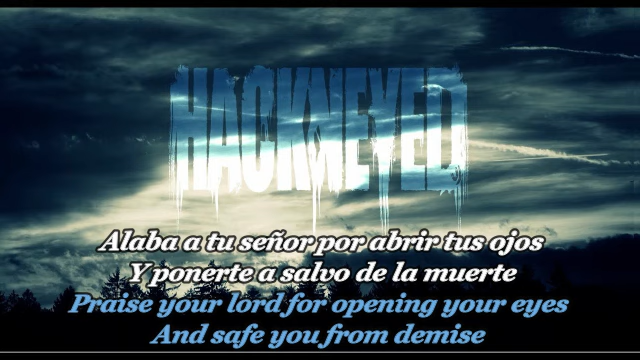 HACKNEYED
Alaba a tu señor por abrir tus ojos
Y ponerte a salvo de la muerte
Praise your lord for opening your eyes
And safe you from demise